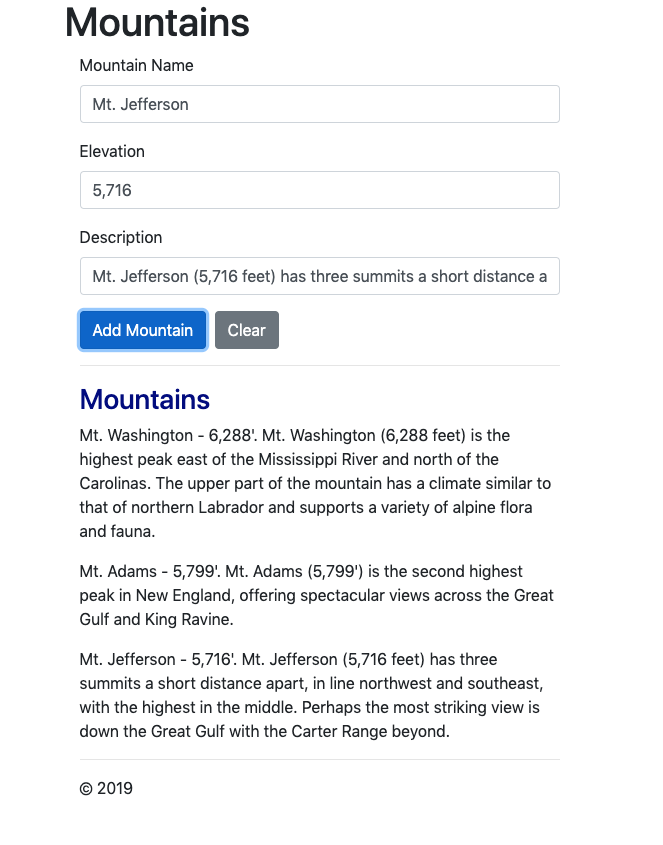 Mountains
Mountain Name
Mt. Jefferson
Elevation
5,716
Description
Mt. Jefferson (5,716 feet) has three summits a short distance a
Add Mountain Clear
Mountains
Mt. Washington - 6,288'. Mt. Washington (6,288 feet) is the
highest peak east of the Mississippi River and north of the
Carolinas. The upper part of the mountain has a climate similar to
that of northern Labrador and supports a variety of alpine flora
and fauna.
Mt. Adams - 5,799'. Mt. Adams (5,799') is the second highest
peak in New England, offering spectacular views across the Great
Gulf and King Ravine.
Mt. Jefferson - 5,716'. Mt. Jefferson (5,716 feet) has three
summits a short distance apart, in line northwest and southeast,
with the highest in the middle. Perhaps the most striking view is
down the Great Gulf with the Carter Range beyond.
© 2019